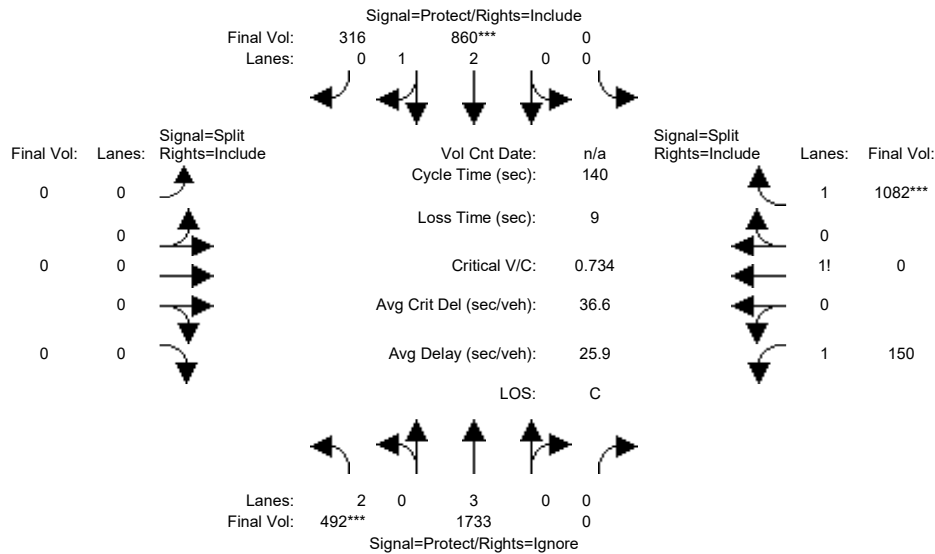 Signal=Protect/Rights=Include
Final Vol: 316 860*** 0
Lanes: 0 1 2 0 0
Signal=Split Signal=Split
Final Vol: Lanes: Rights=Include Vol Cnt Date: n/a Rights=Include Lanes: Final Vol:
Cycle Time (sec): 140
0 0 1 1082***
Loss Time (sec): 9
0 0
0 0 Critical V/C: 0.734 1! 0
0 Avg Crit Del (sec/veh): 36.6 0
0 0 Avg Delay (sec/veh): 25.9 1 150
LOS: C
Lanes: 2 0 3 0 0
Final Vol: 492*** 1733 0
Signal=Protect/Rights=Ignore